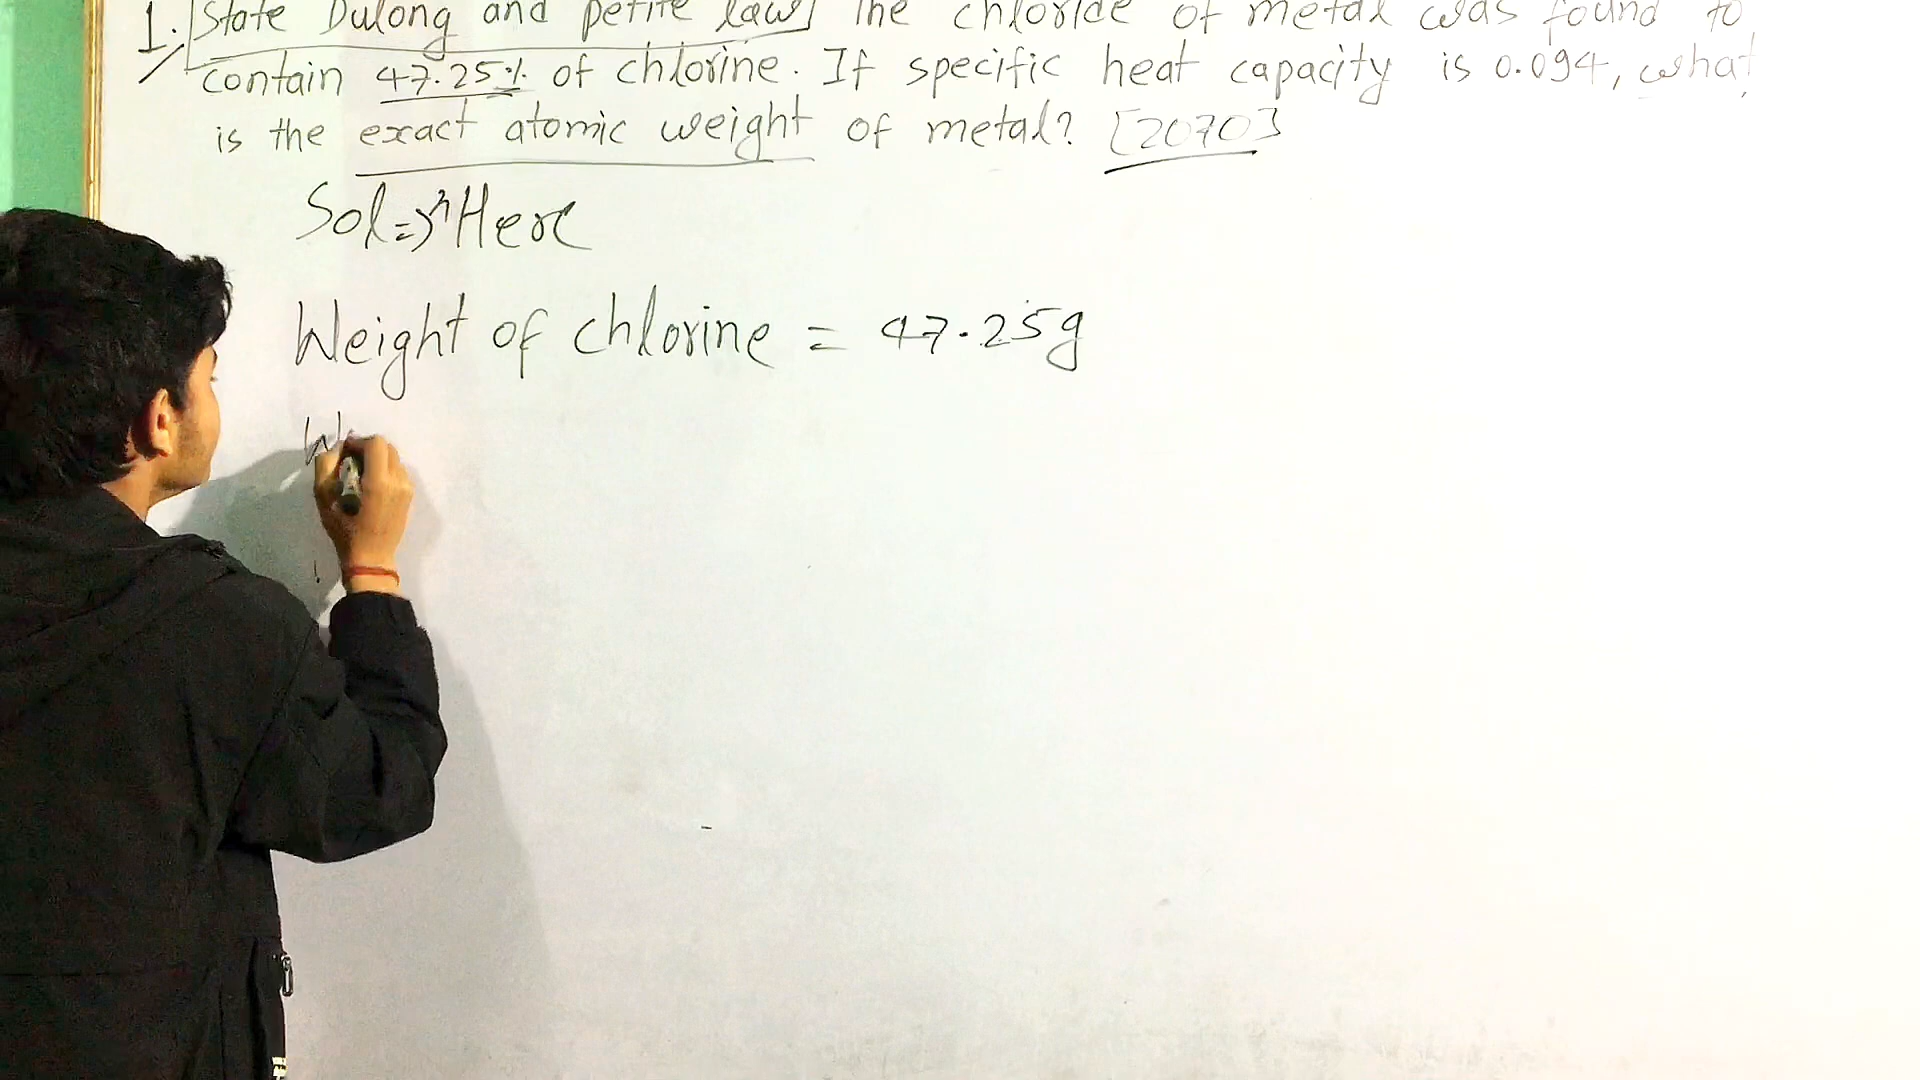 1. [State Dulong and petite law] The chloride of metal was found to
contain 47.25% of chlorine. If specific heat capacity is 0.094, what
is the exact atomic weight of metal? [2070]
Sol⇒ⁿ Here
Weight of chlorine = 47.25g
We